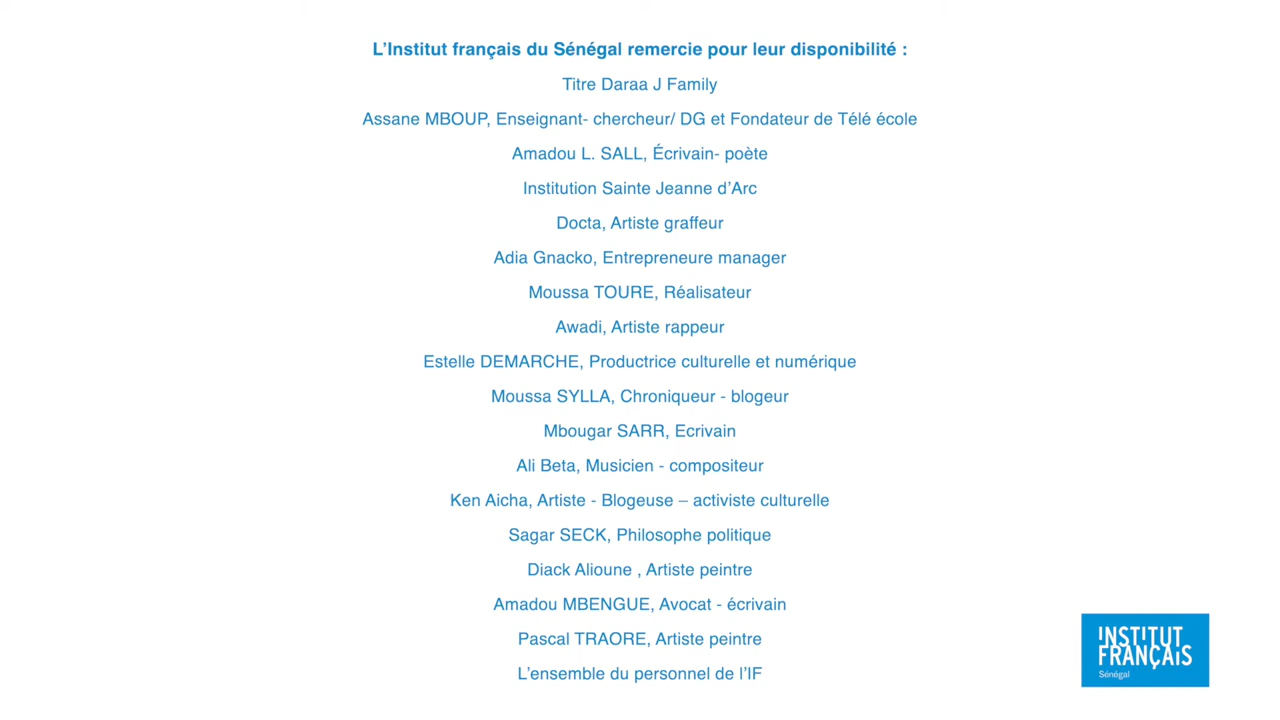 L’Institut français du Sénégal remercie pour leur disponibilité :
Titre Daraa J Family
Assane MBOUP, Enseignant- chercheur/ DG et Fondateur de Télé école
Amadou L. SALL, Écrivain- poète
Institution Sainte Jeanne d’Arc
Docta, Artiste graffeur
Adia Gnacko, Entrepreneure manager
Moussa TOURE, Réalisateur
Awadi, Artiste rappeur
Estelle DEMARCHE, Productrice culturelle et numérique
Moussa SYLLA, Chroniqueur - blogeur
Mbougar SARR, Ecrivain
Ali Beta, Musicien - compositeur
Ken Aicha, Artiste - Blogeuse – activiste culturelle
Sagar SECK, Philosophe politique
Diack Alioune , Artiste peintre
Amadou MBENGUE, Avocat - écrivain
Pascal TRAORE, Artiste peintre
L’ensemble du personnel de l’IF
INSTITUT
FRANÇAIS
Sénégal